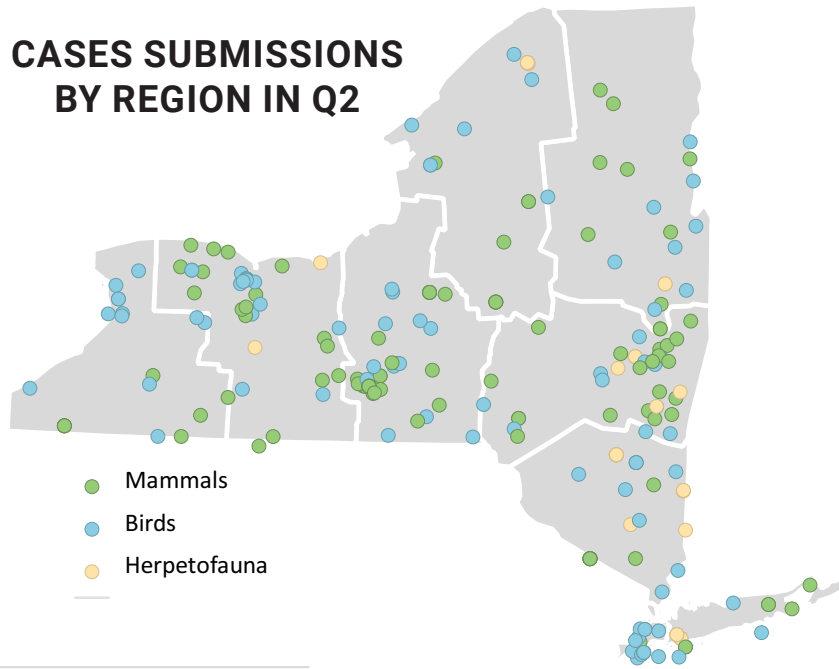 CASES SUBMISSIONS
BY REGION IN Q2
Mammals
Birds
Herpetofauna